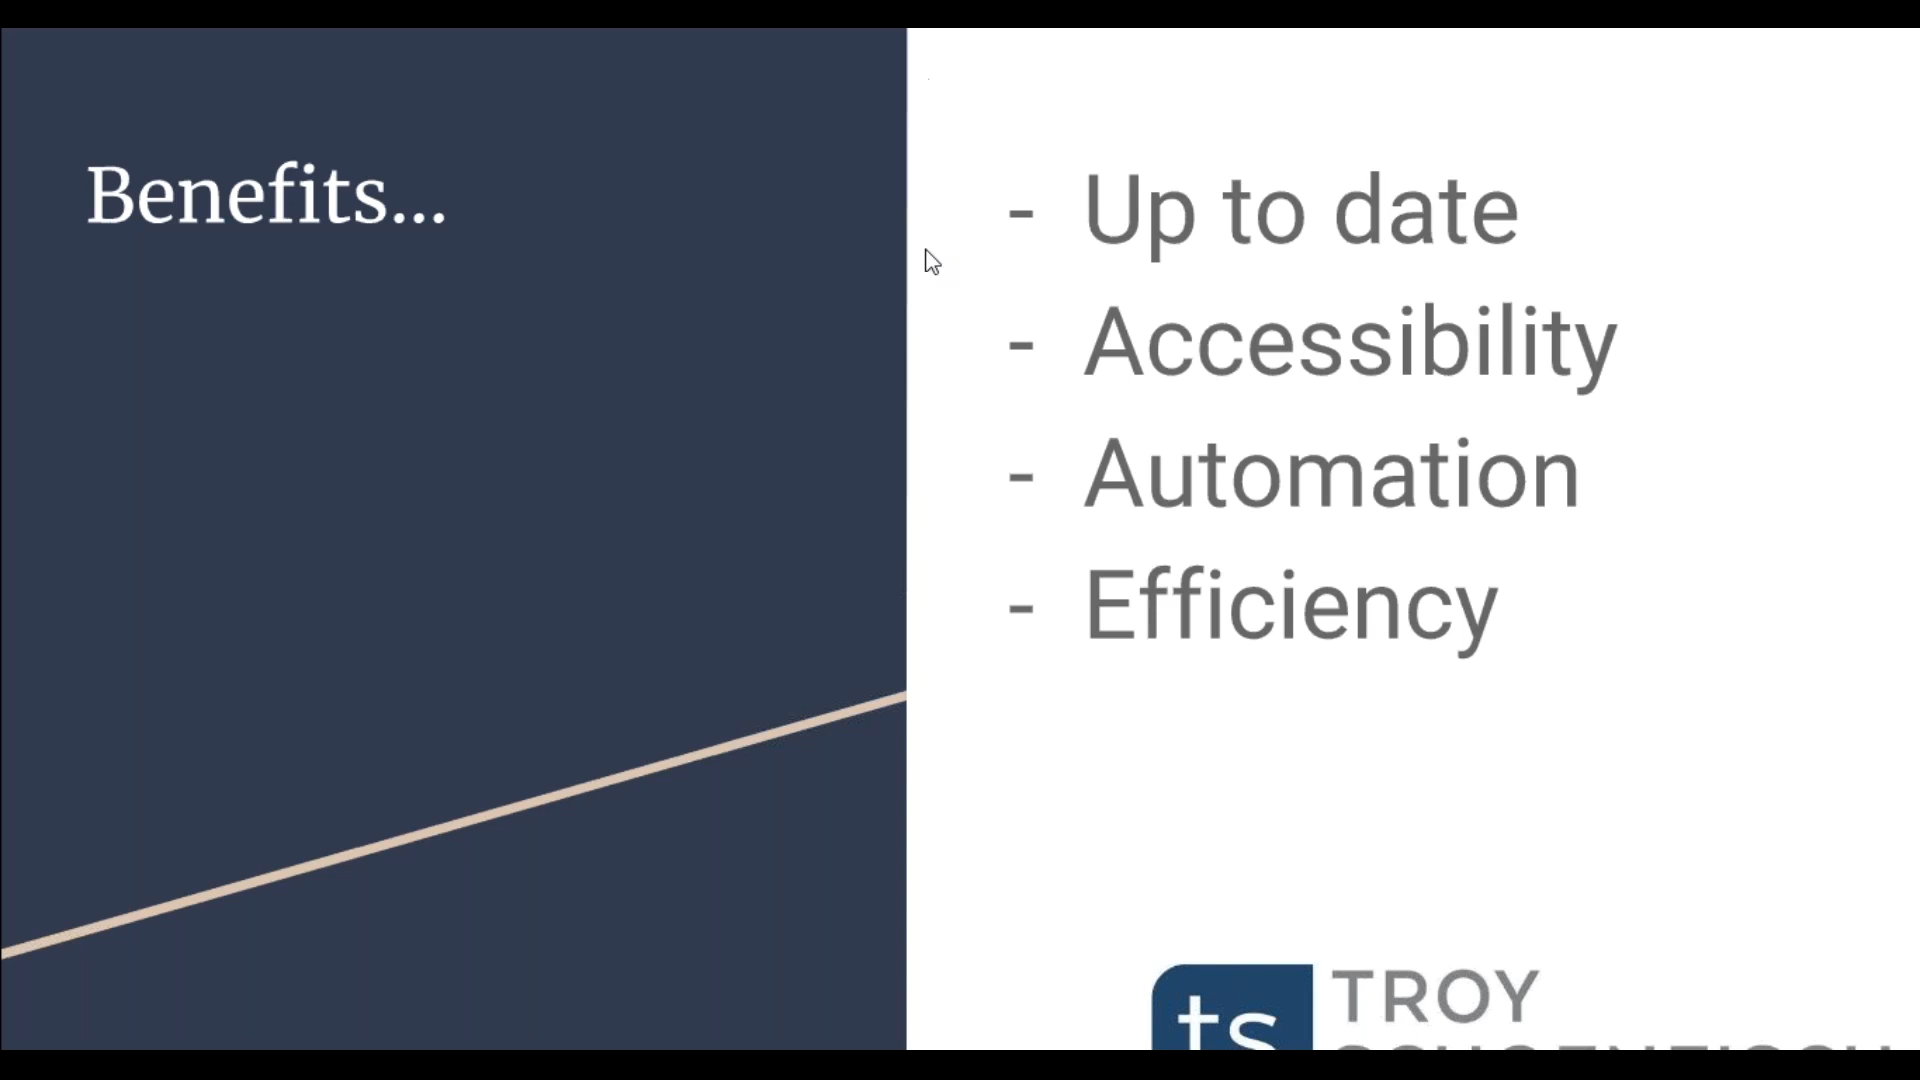 Benefits...
- Up to date
- Accessibility
- Automation
- Efficiency
ts TROY